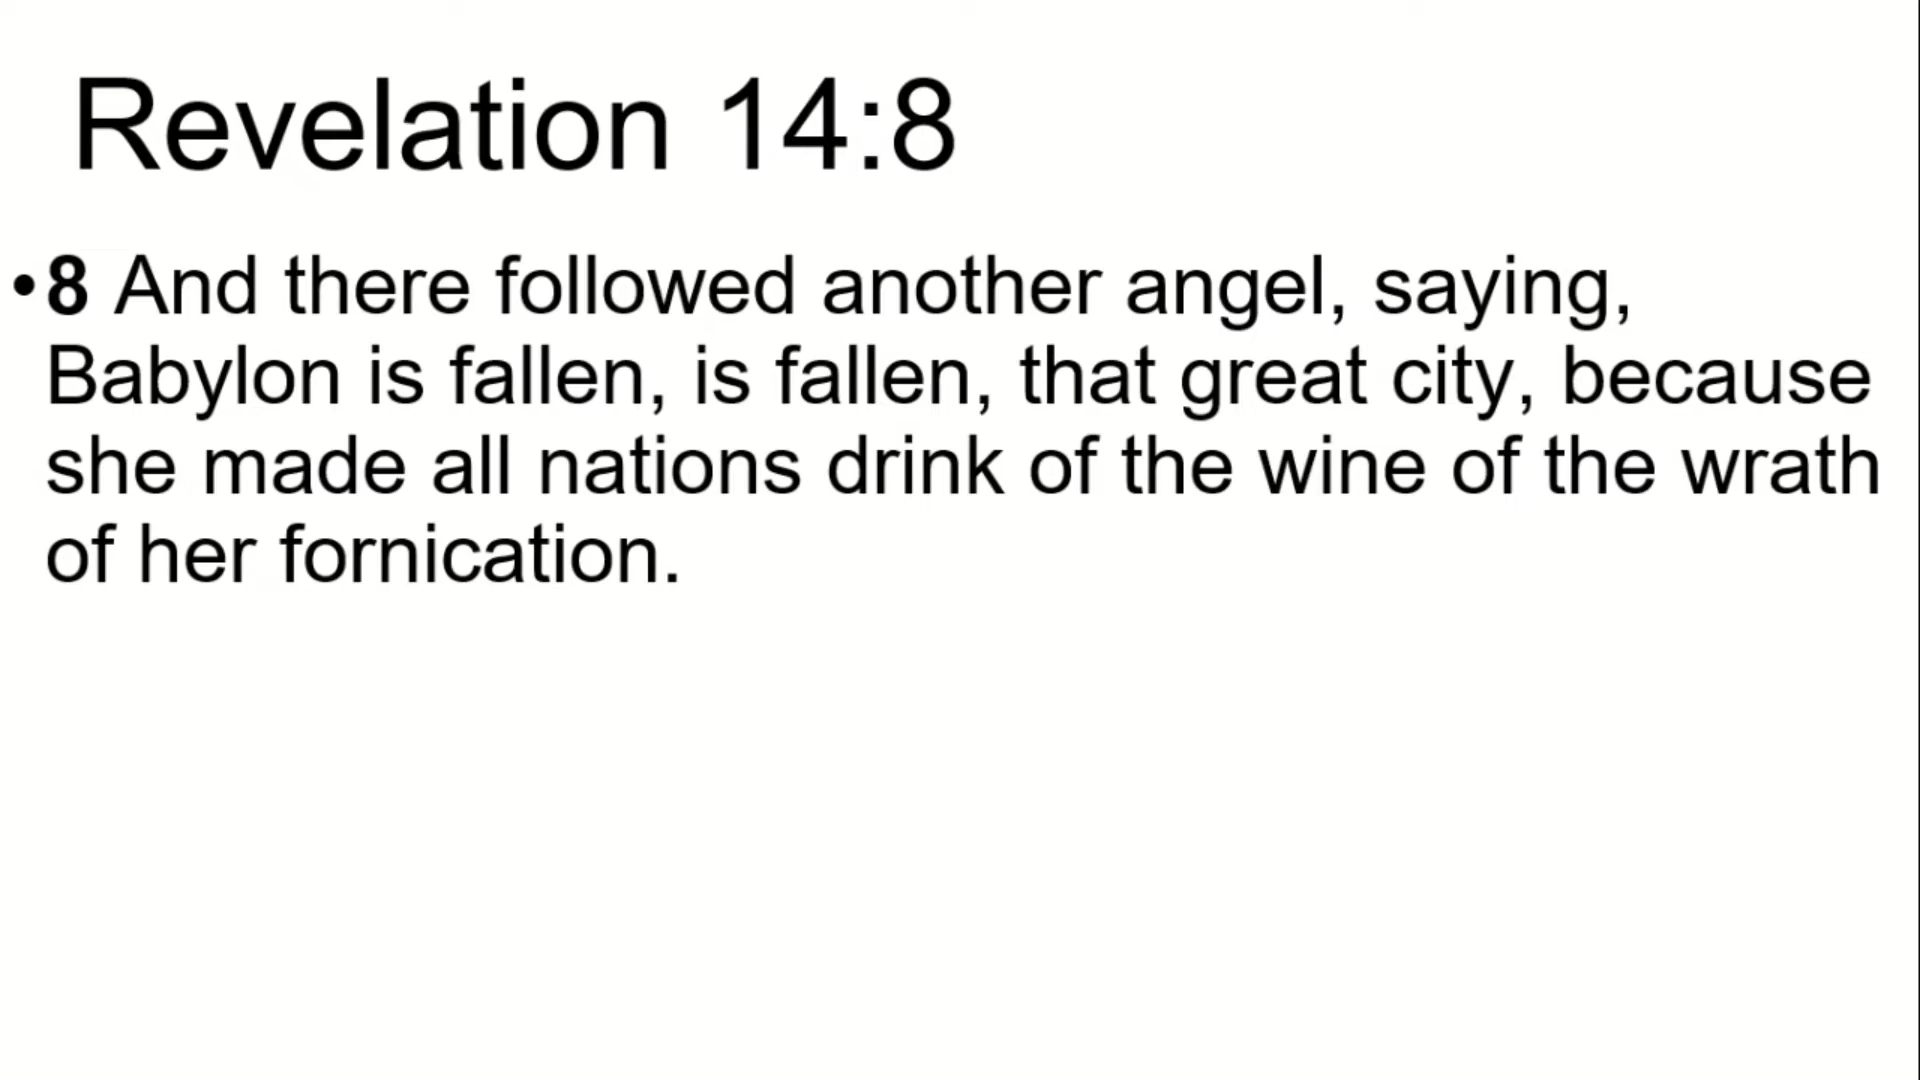 Revelation 14:8
•8 And there followed another angel, saying,
Babylon is fallen, is fallen, that great city, because
she made all nations drink of the wine of the wrath
of her fornication.